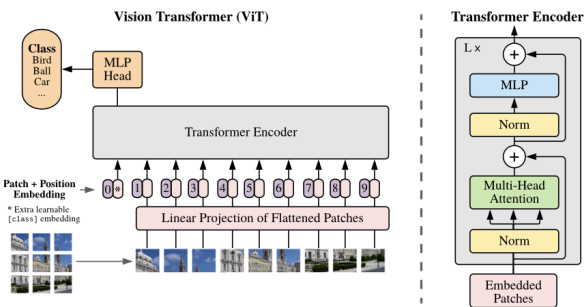 Vision Transformer (ViT)
Class
Bird
Ball
Car
...
MLP
Head
Transformer Encoder
Patch + Position
Embedding
0 * 1 2 3 4 5 6 7 8 9
* Extra learnable
[class] embedding
Linear Projection of Flattened Patches
Transformer Encoder
L ×
+
MLP
Norm
+
Multi-Head
Attention
Norm
Embedded
Patches